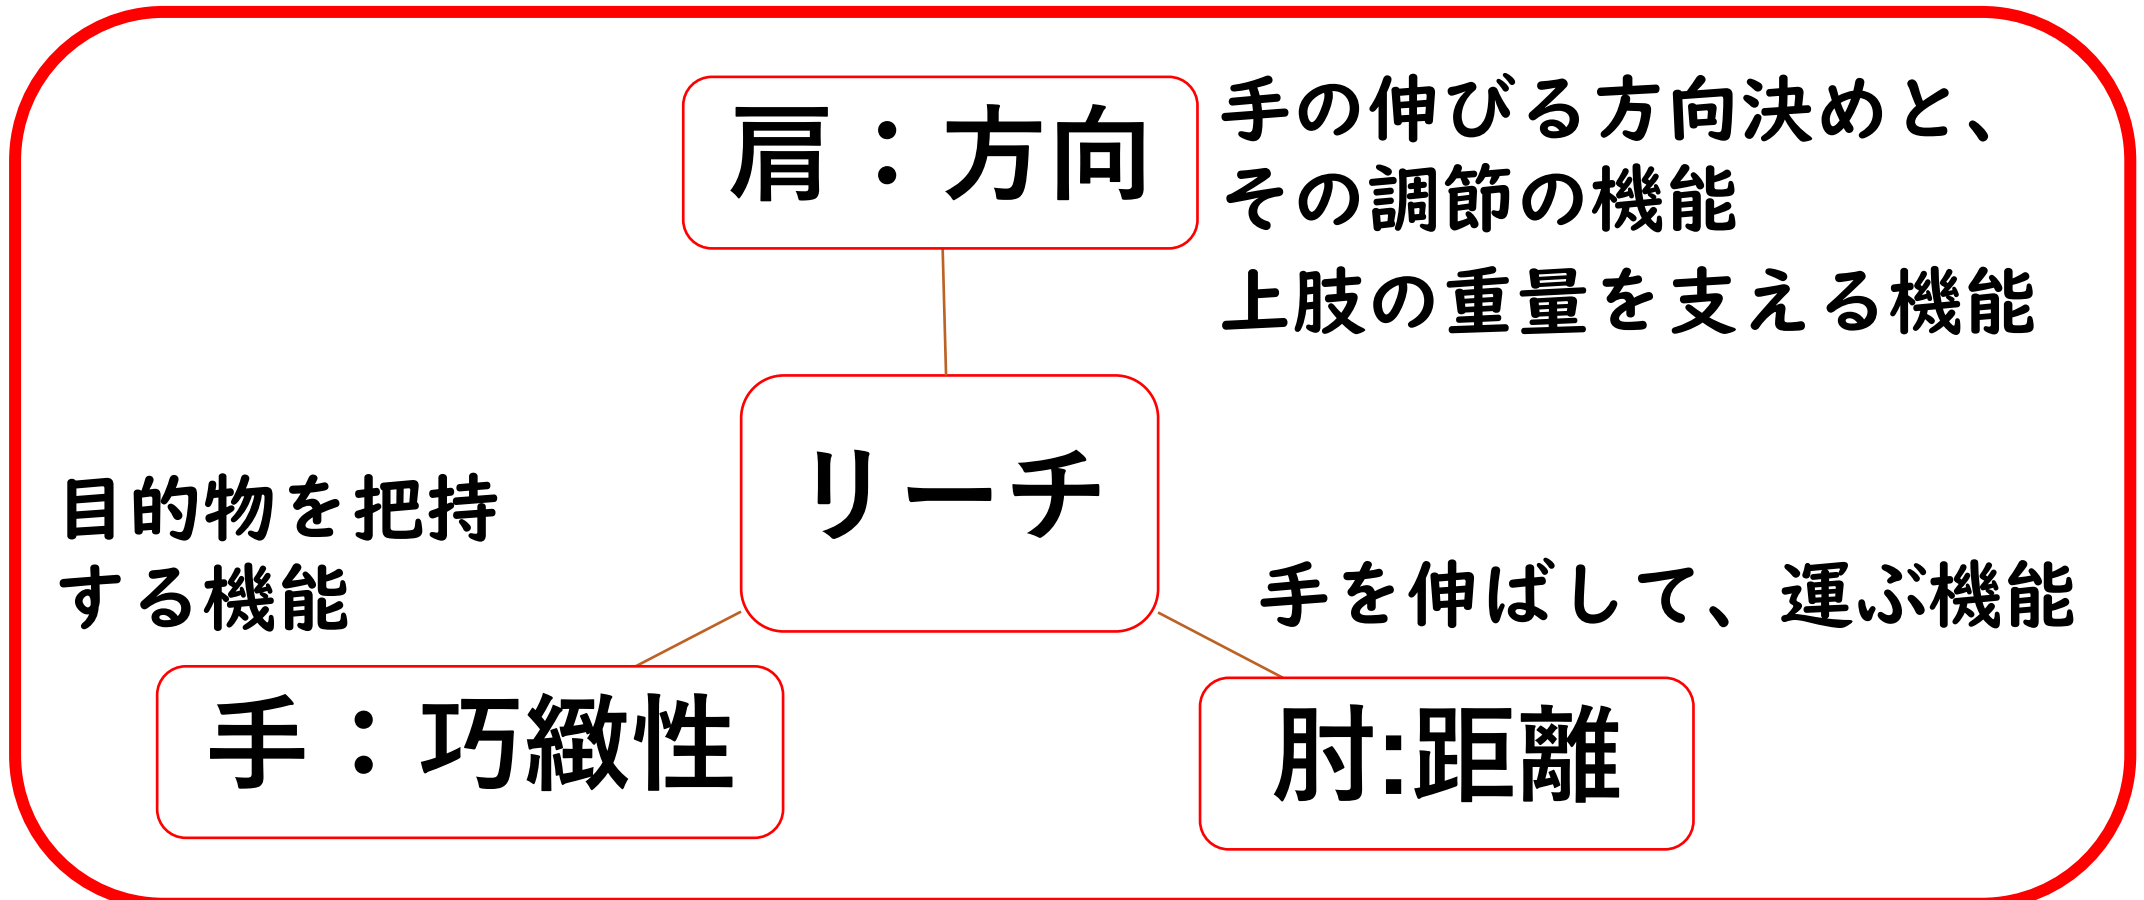 肩：方向
手の伸びる方向決めと、
その調節の機能
上肢の重量を支える機能
リーチ
目的物を把持
する機能
手を伸ばして、運ぶ機能
手：巧緻性
肘:距離